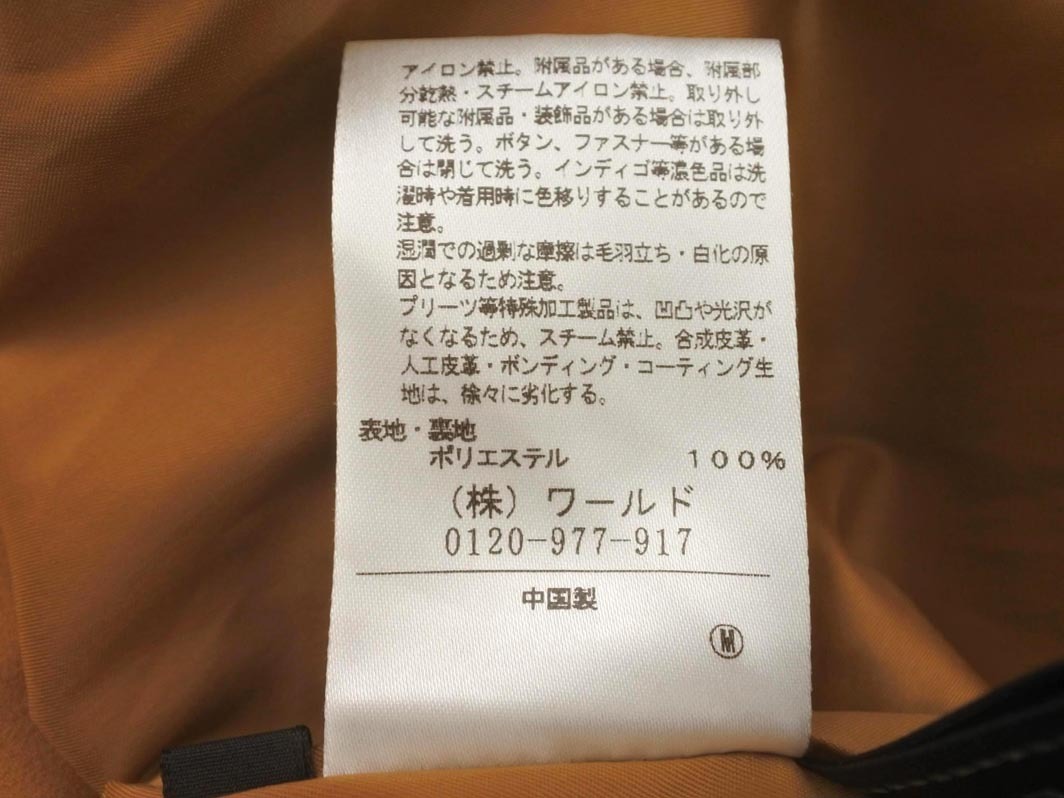 アイロン禁止。附属品がある場合、附属部
分乾熱・スチームアイロン禁止。取り外し
可能な附属品・装飾品がある場合は取り外
して洗う。ボタン、ファスナー等がある場
合は閉じて洗う。インディゴ等濃色品は洗
濯時や着用時に色移りすることがあるので
注意。
湿潤での過剰な摩擦は毛羽立ち・白化の原
因となるため注意。
プリーツ等特殊加工製品は、凹凸や光沢が
なくなるため、スチーム禁止。合成皮革・
人工皮革・ボンディング・コーティング生
地は、徐々に劣化する。
表地・裏地
ポリエステル 100%
(株) ワールド
0120-977-917
中国製